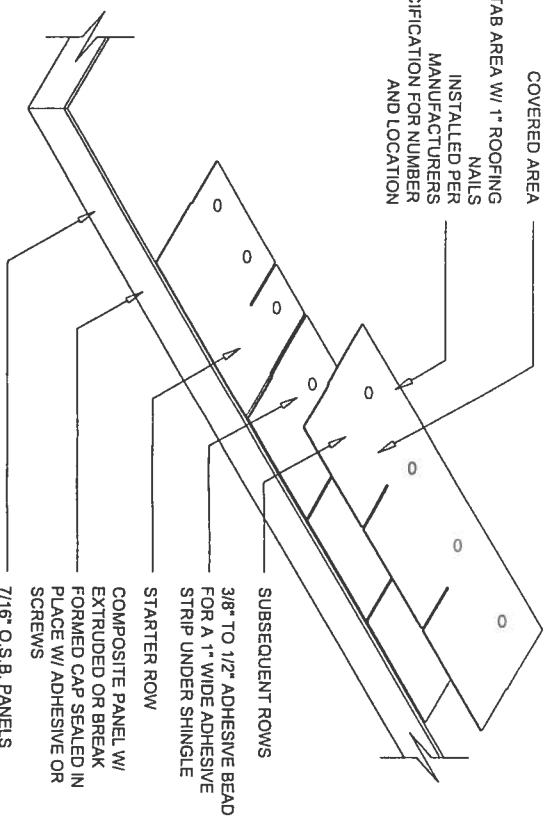 COVERED AREA
TAB AREA W/ 1" ROOFING
NAILS
INSTALLED PER
MANUFACTURERS
CIFICATION FOR NUMBER
AND LOCATION
SUBSEQUENT ROWS
3/8" TO 1/2" ADHESIVE BEAD
FOR A 1" WIDE ADHESIVE
STRIP UNDER SHINGLE
STARTER ROW
COMPOSITE PANEL W/
EXTRUDED OR BREAK
FORMED CAP SEALED IN
PLACE W/ ADHESIVE OR
SCREWS
7/16" O.S.B. PANELS